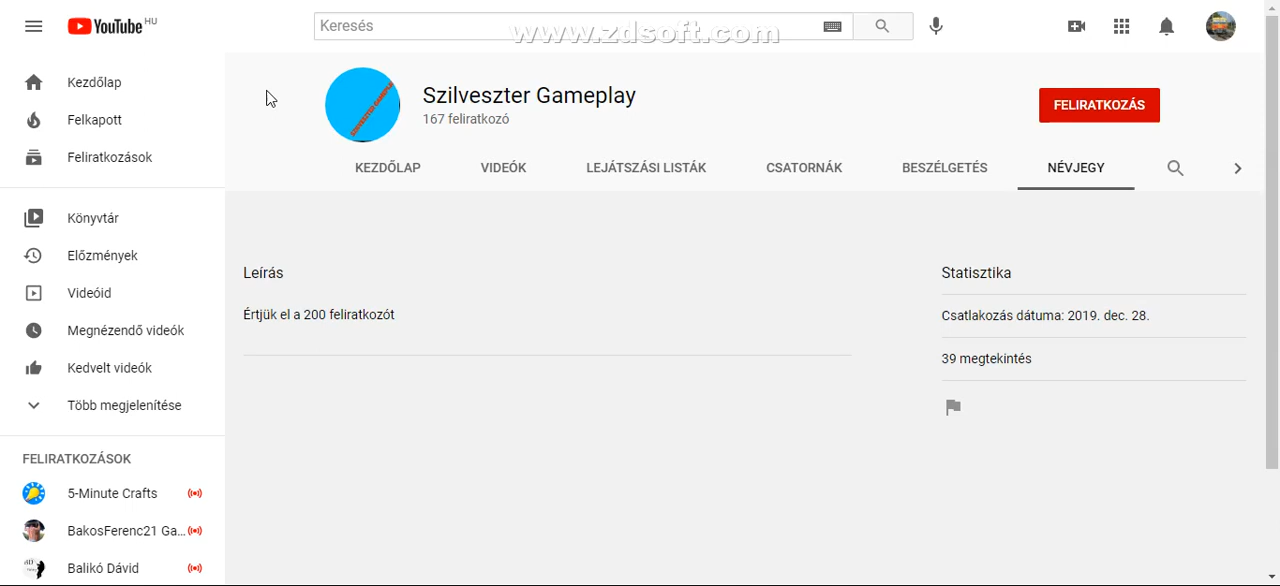 YouTube HU
Keresés
www.zdsoft.com
Kezdőlap
Felkapott
Feliratkozások
Könyvtár
Előzmények
Videóid
Megnézendő videók
Kedvelt videók
Több megjelenítése
FELIRATKOZÁSOK
5-Minute Crafts
BakosFerenc21 Ga...
Balikó Dávid
SZILVESZTER GAMEPLAY
Szilveszter Gameplay
167 feliratkozó
FELIRATKOZÁS
KEZDŐLAP VIDEÓK LEJÁTSZÁSI LISTÁK CSATORNÁK BESZÉLGETÉS NÉVJEGY
Leírás
Értjük el a 200 feliratkozót
Statisztika
Csatlakozás dátuma: 2019. dec. 28.
39 megtekintés